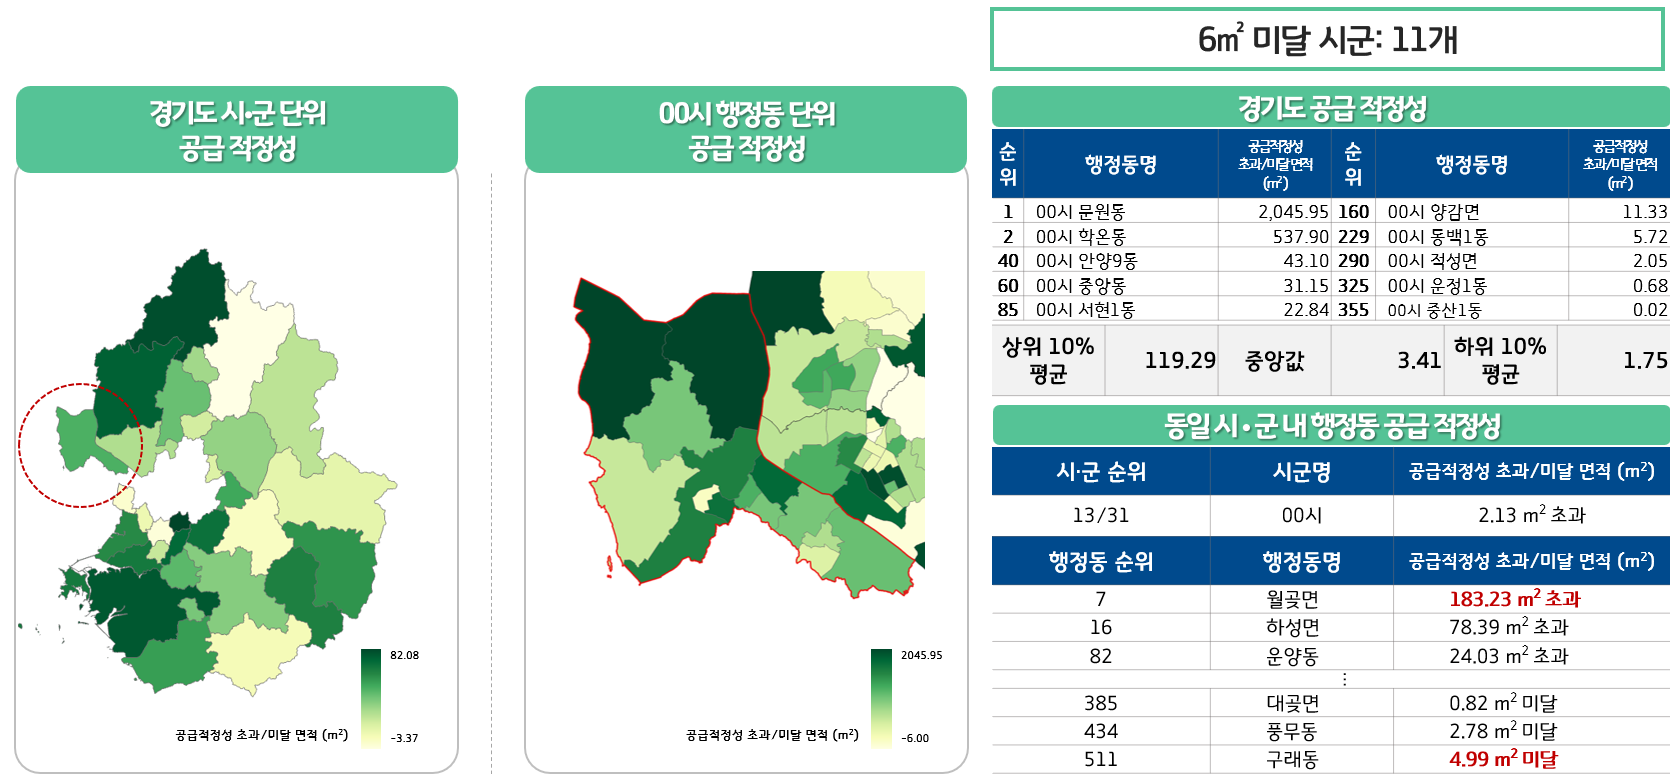 6㎡ 미달 시군: 11개
경기도 시·군 단위
공급 적정성
82.08
-3.37
공급적정성 초과/미달 면적 (m²)
00시 행정동 단위
공급 적정성
2045.95
-6.00
공급적정성 초과/미달 면적 (m²)
경기도 공급 적정성
순위 행정동명 공급적정성 초과/미달 면적 (m²) 순위 행정동명 공급적정성 초과/미달 면적 (m²)
1 00시 문원동 2,045.95 160 00시 양감면 11.33
2 00시 학온동 537.90 229 00시 동백1동 5.72
40 00시 안양9동 43.10 290 00시 적성면 2.05
60 00시 중앙동 31.15 325 00시 운정1동 0.68
85 00시 서현1동 22.84 355 00시 중산1동 0.02
상위 10% 평균 119.29 중앙값 3.41 하위 10% 평균 1.75
동일 시·군 내 행정동 공급 적정성
시·군 순위 시군명 공급적정성 초과/미달 면적 (m²)
13/31 00시 2.13 m² 초과
행정동 순위 행정동명 공급적정성 초과/미달 면적 (m²)
7 월곶면 183.23 m² 초과
16 하성면 78.39 m² 초과
82 운양동 24.03 m² 초과
⋮
385 대곶면 0.82 m² 미달
434 풍무동 2.78 m² 미달
511 구래동 4.99 m² 미달